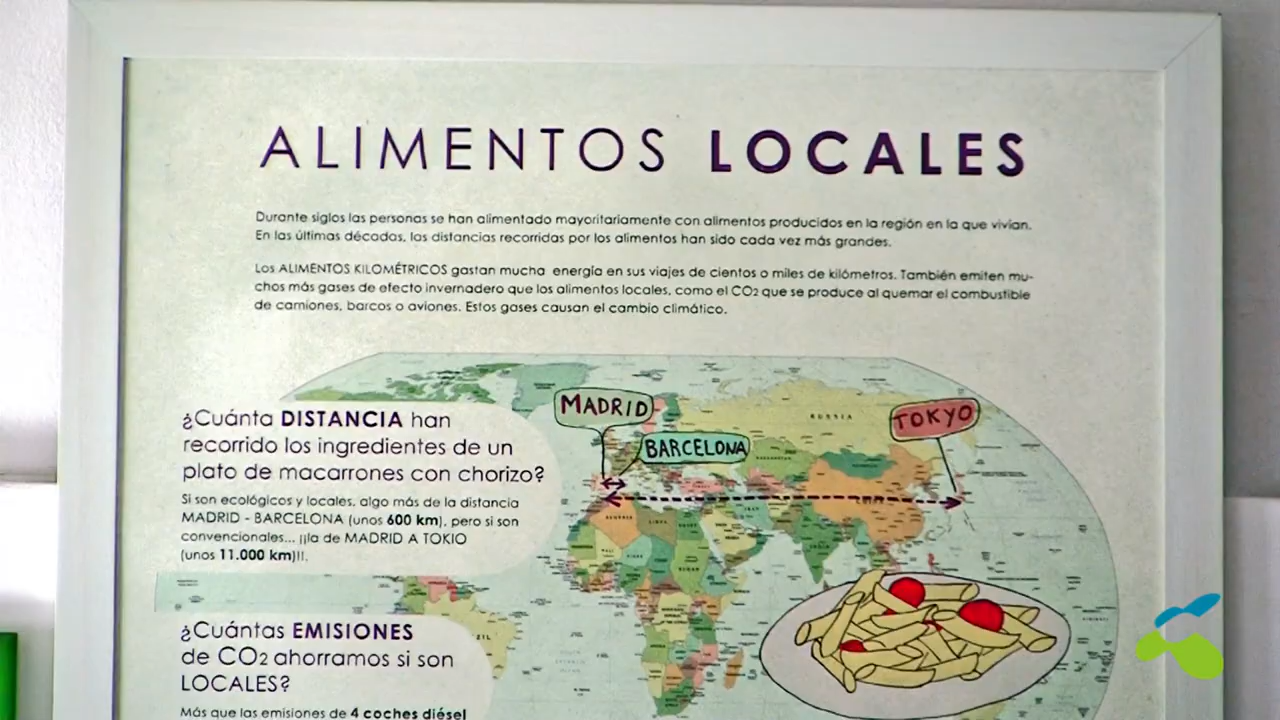 ALIMENTOS LOCALES
Durante siglos las personas se han alimentado mayoritariamente con alimentos producidos en la región en la que vivían.
En las últimas décadas, las distancias recorridas por los alimentos han sido cada vez más grandes.
Los ALIMENTOS KILOMÉTRICOS gastan mucha energía en sus viajes de cientos o miles de kilómetros. También emiten mu-
chos más gases de efecto invernadero que los alimentos locales, como el CO2 que se produce al quemar el combustible
de camiones, barcos o aviones. Estos gases causan el cambio climático.
MADRID
BARCELONA
TOKYO
RUSSIA
¿Cuánta DISTANCIA han
recorrido los ingredientes de un
plato de macarrones con chorizo?
Si son ecológicos y locales, algo más de la distancia
MADRID - BARCELONA (unos 600 km), pero si son
convencionales... ¡¡la de MADRID A TOKIO
(unos 11.000 km)!!.
¿Cuántas EMISIONES
de CO2 ahorramos si son
LOCALES?
Más que las emisiones de 4 coches diésel